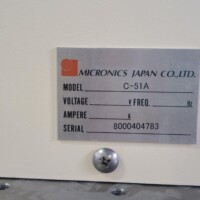 MICRONICS JAPAN CO.,LTD.
MODEL C-51A
VOLTAGE V FREQ. Hz
AMPERE A
SERIAL 8000404783